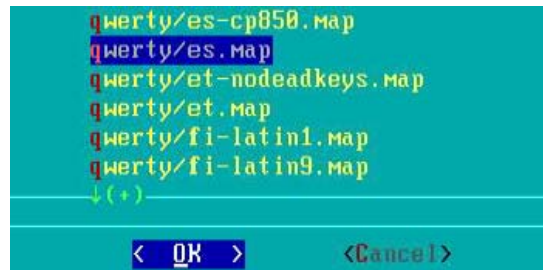 qwerty/es-cp850.map
qwerty/es.map
qwerty/et-nodeadkeys.map
qwerty/et.map
qwerty/fi-latin1.map
qwerty/fi-latin9.map
↓(+)
< OK > <Cancel>